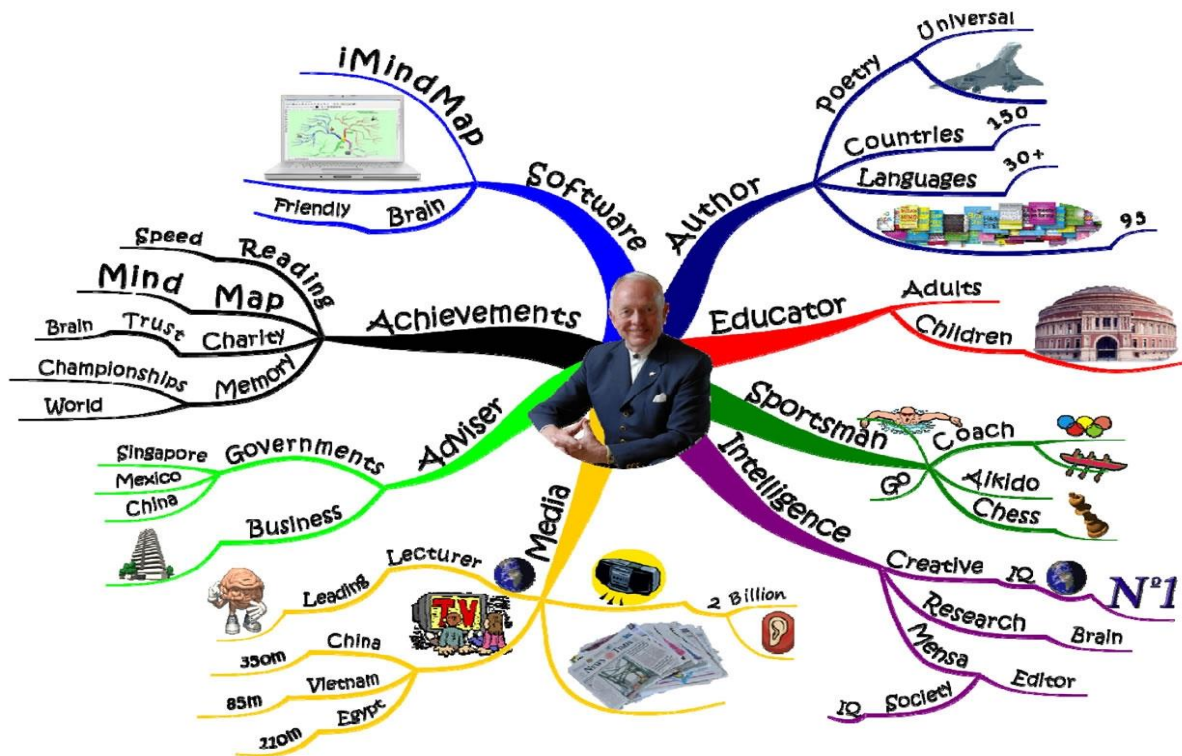 iMindMap
Software
Friendly
Brain
Author
Poetry
Universal
Countries
150
Languages
30+
95
Educator
Adults
Children
Sportsman
Coach
Go
Aikido
Chess
Intelligence
Creative
IQ
Nº1
Research
Brain
Mensa
Editor
Society
IQ
Media
2 Billion
Lecturer
Leading
T.V
China
350m
Vietnam
85m
Egypt
210m
News Trans
Adviser
Governments
Singapore
Mexico
China
Business
Achievements
Reading
Speed
Map
Mind
Charity
Trust
Brain
Memory
Championships
World